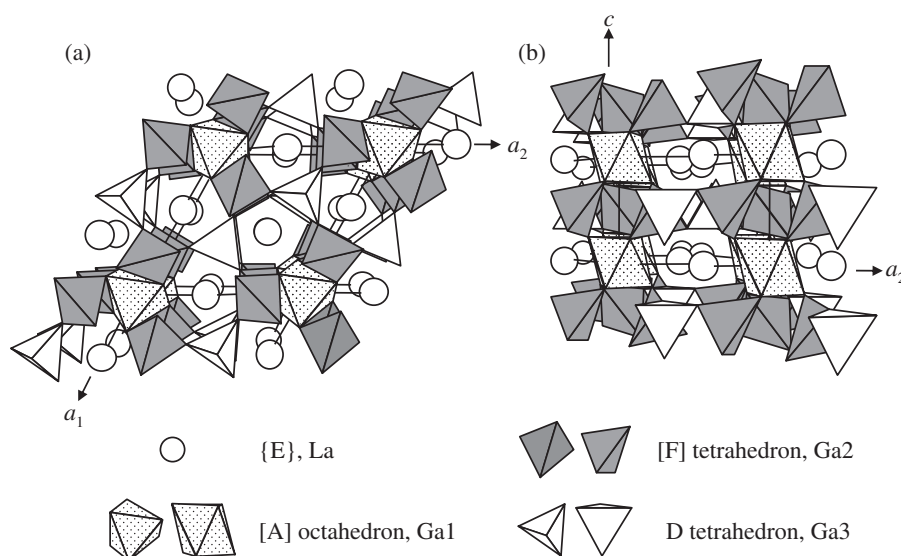 (a)
a2
a1
(b)
c
a2
{E}, La
[F] tetrahedron, Ga2
[A] octahedron, Ga1
D tetrahedron, Ga3